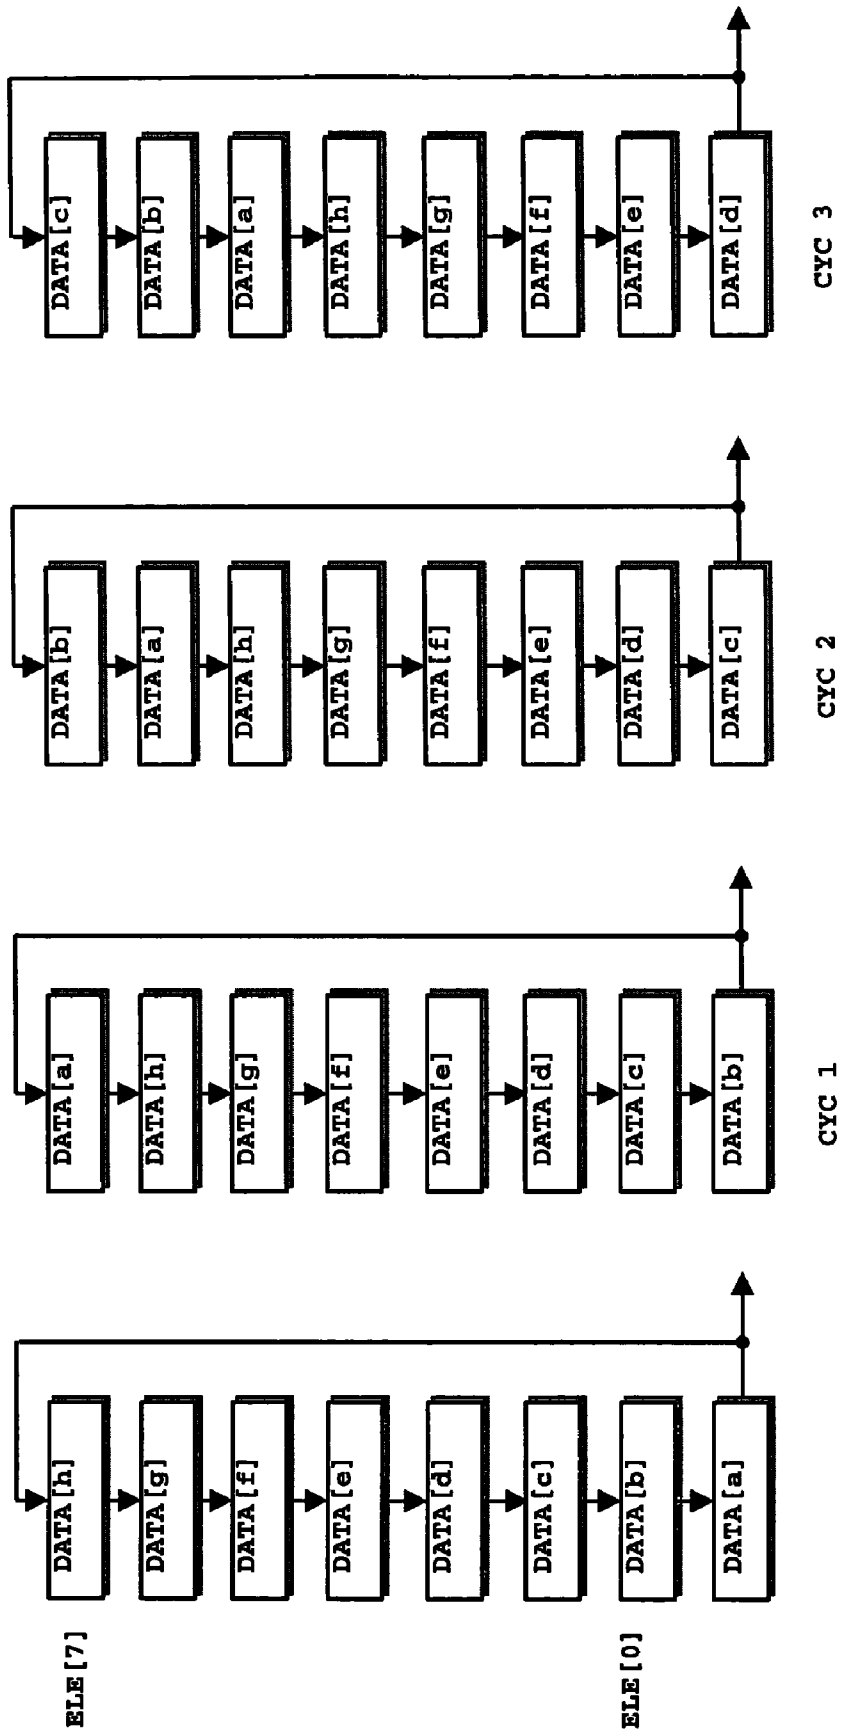 ELE[7]
ELE[0]
DATA[h]
DATA[g]
DATA[f]
DATA[e]
DATA[d]
DATA[c]
DATA[b]
DATA[a]
DATA[a]
DATA[h]
DATA[g]
DATA[f]
DATA[e]
DATA[d]
DATA[c]
DATA[b]
CYC 1
DATA[b]
DATA[a]
DATA[h]
DATA[g]
DATA[f]
DATA[e]
DATA[d]
DATA[c]
CYC 2
DATA[c]
DATA[b]
DATA[a]
DATA[h]
DATA[g]
DATA[f]
DATA[e]
DATA[d]
CYC 3